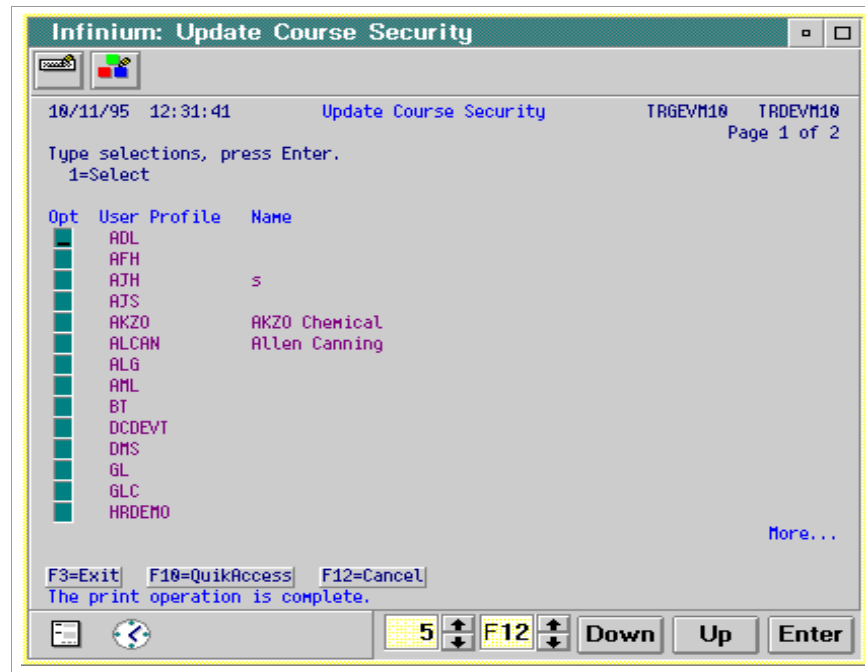 Infinium: Update Course Security
10/11/95 12:31:41 Update Course Security TRGEVM10 TRDEVM10
Page 1 of 2
Type selections, press Enter.
1=Select
Opt User Profile Name
ADL
AFH
AJH s
AJS
AKZO AKZO Chemical
ALCAN Allen Canning
ALG
AML
BT
DCDEVT
DMS
GL
GLC
HRDEMO
More...
F3=Exit F10=QuikAccess F12=Cancel
The print operation is complete.
5 F12 Down Up Enter